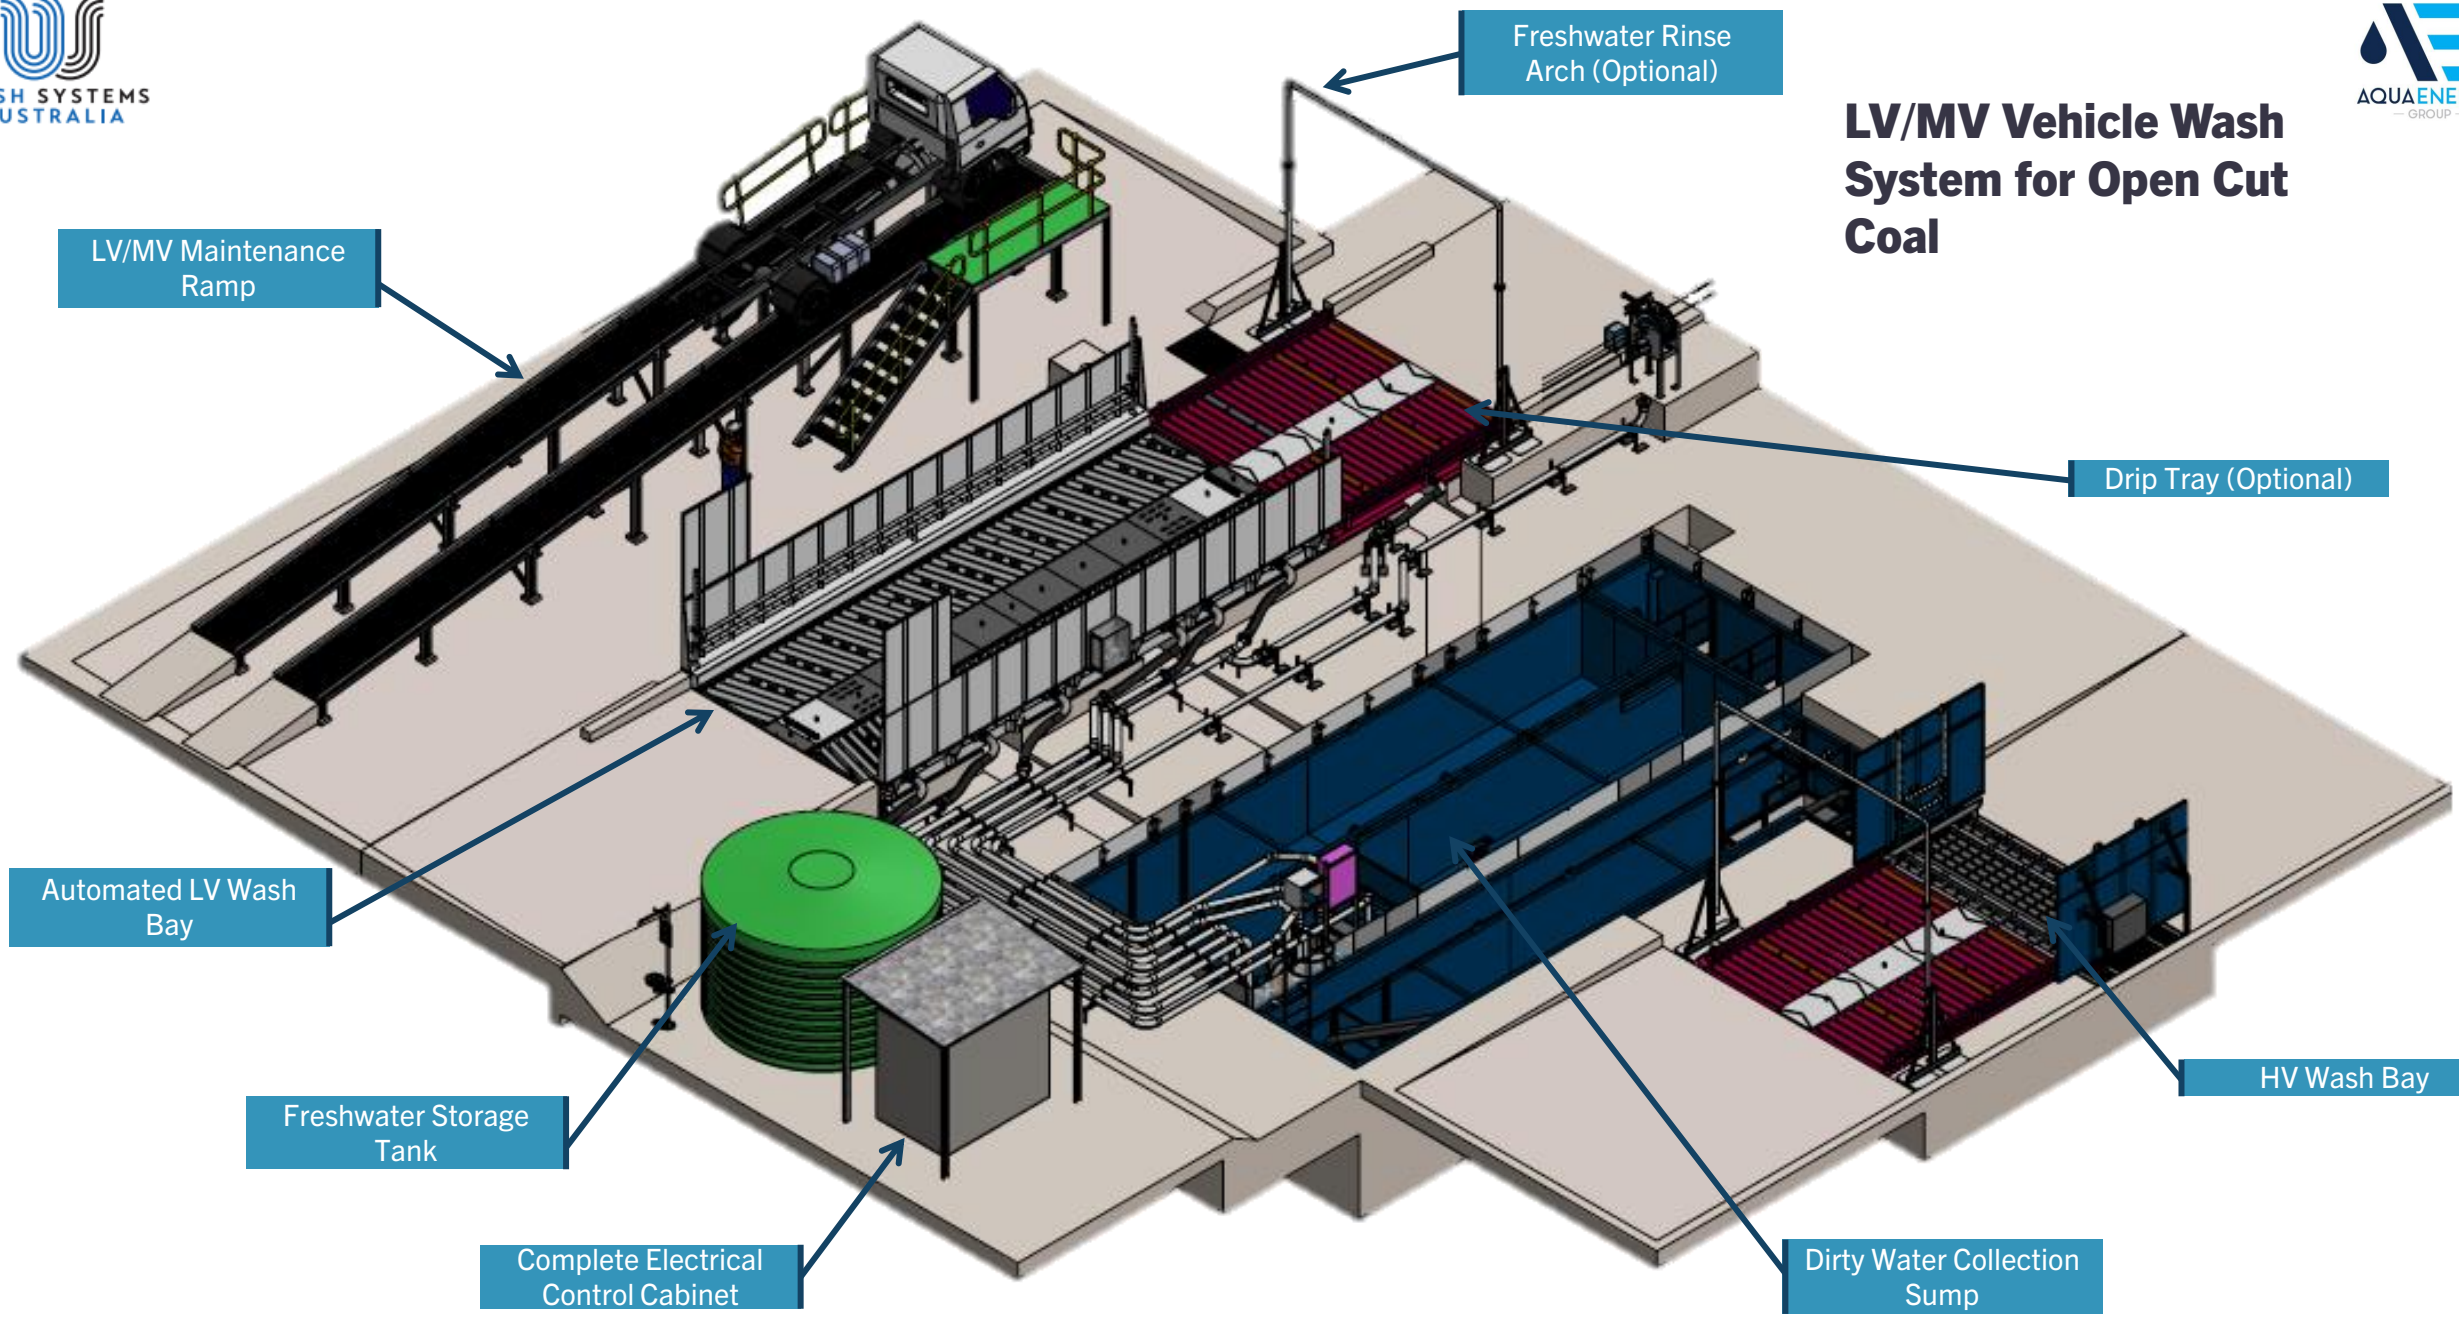 SH SYSTEMS
USTRALIA
Freshwater Rinse
Arch (Optional)
AQUAENE
GROUP
LV/MV Vehicle Wash
System for Open Cut
Coal
LV/MV Maintenance
Ramp
Drip Tray (Optional)
Automated LV Wash
Bay
HV Wash Bay
Freshwater Storage
Tank
Complete Electrical
Control Cabinet
Dirty Water Collection
Sump